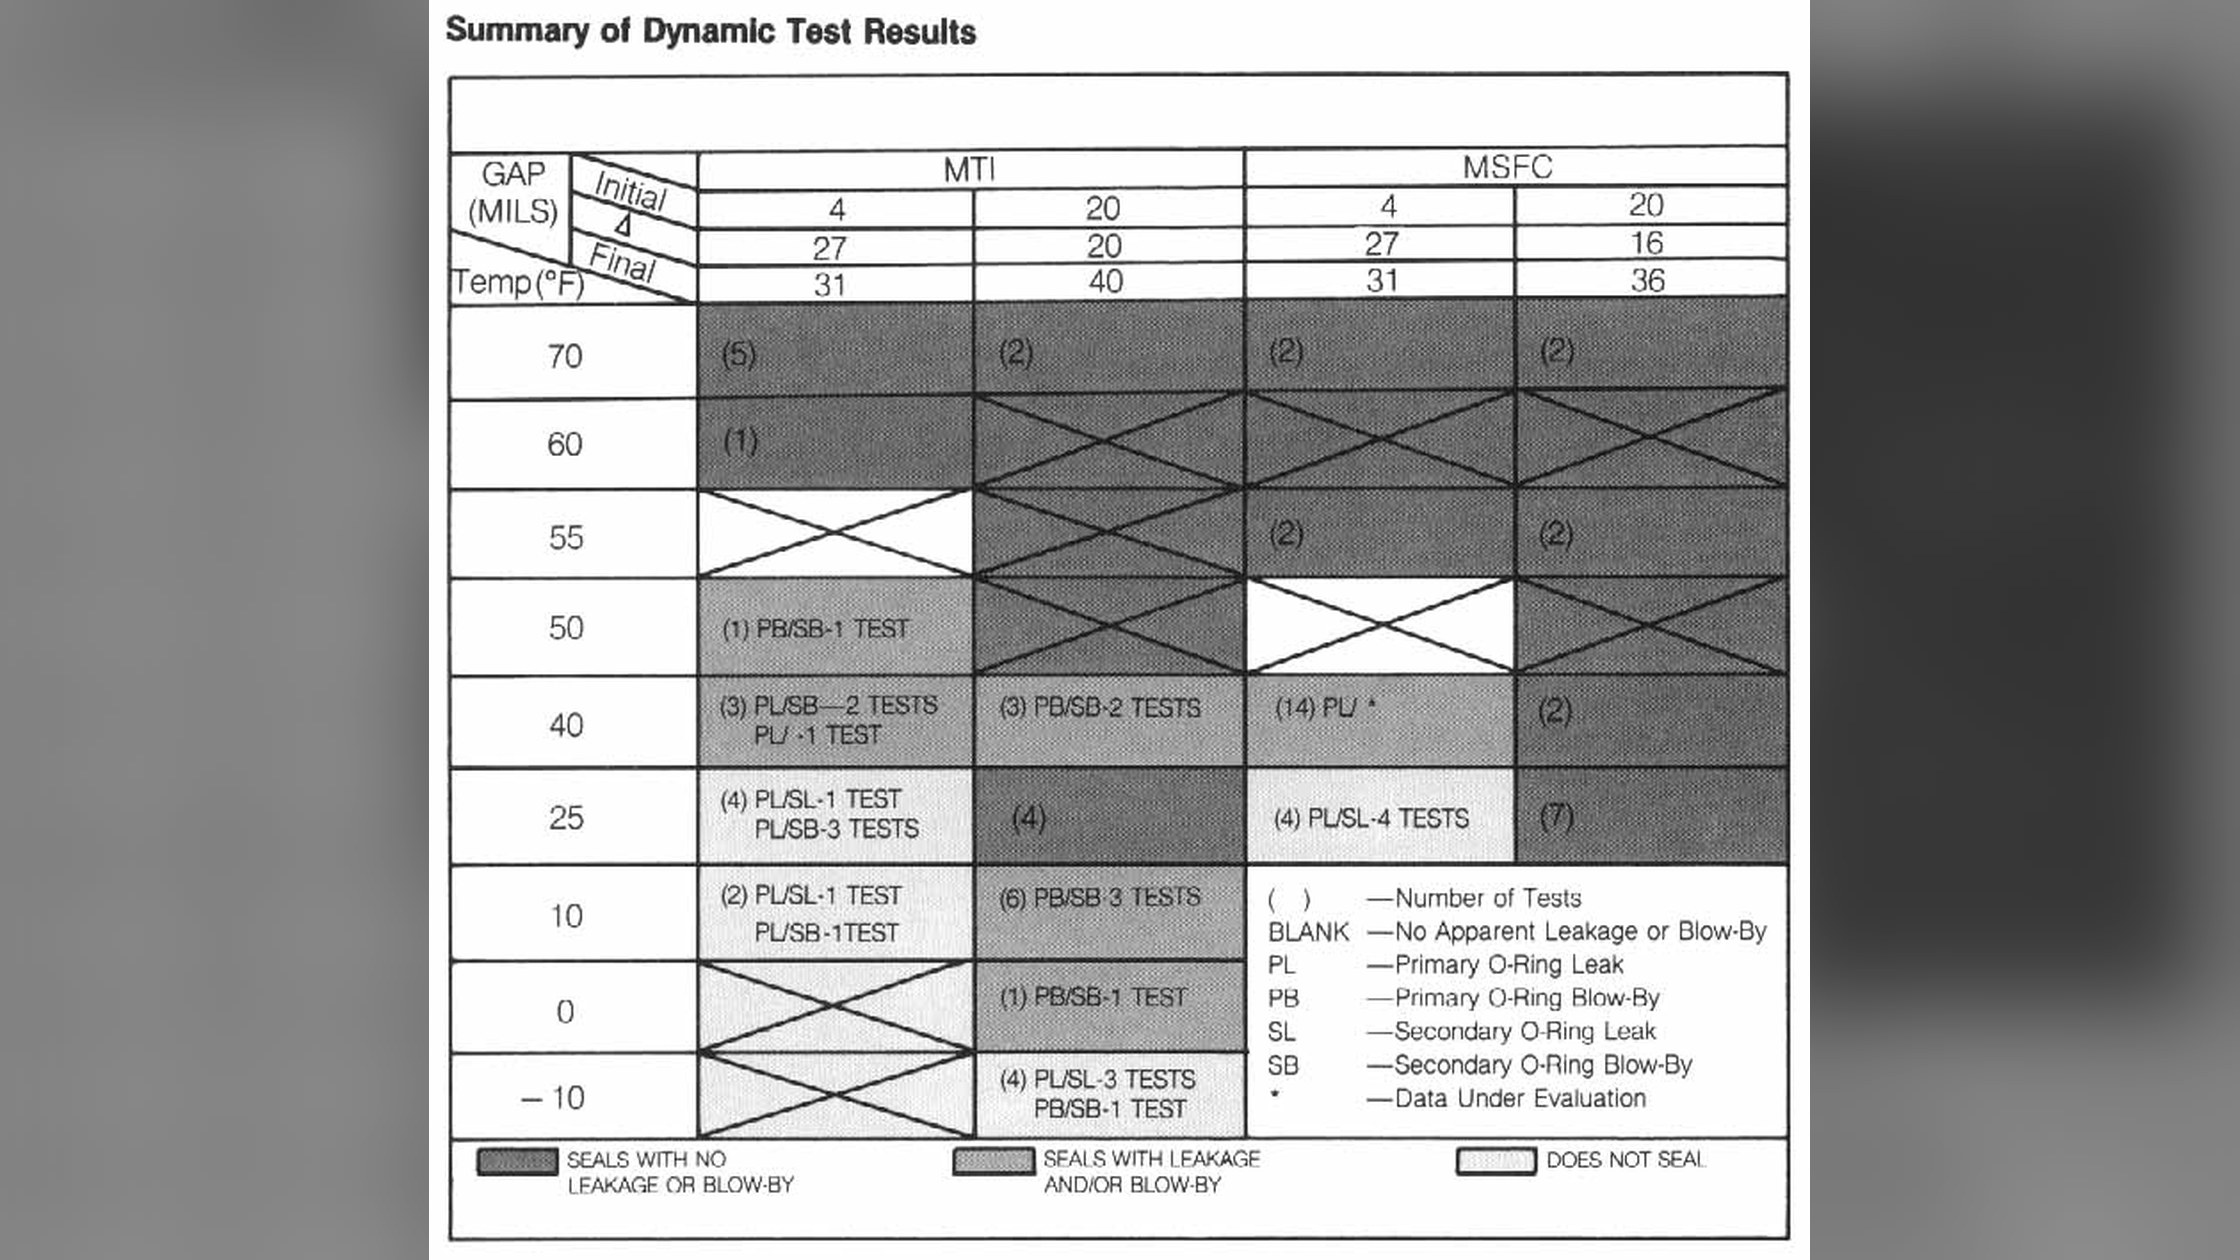 Summary of Dynamic Test Results
GAP (MILS) Initial Δ Final Temp (°F)
MTI MSFC
4 20 4 20
27 20 27 16
31 40 31 36
70 (5) (2) (2) (2)
60 (1)
55 (2) (2)
50 (1) PB/SB-1 TEST
40 (3) PL/SB—2 TESTS (3) PB/SB-2 TESTS (14) PL/ * (2)
PL/ -1 TEST
25 (4) PL/SL-1 TEST (4) (4) PL/SL-4 TESTS (7)
PL/SB-3 TESTS
10 (2) PL/SL-1 TEST (6) PB/SB-3 TESTS
PL/SB-1TEST
0 (1) PB/SB-1 TEST
– 10 (4) PL/SL-3 TESTS
PB/SB-1 TEST
( ) —Number of Tests
BLANK —No Apparent Leakage or Blow-By
PL —Primary O-Ring Leak
PB —Primary O-Ring Blow-By
SL —Secondary O-Ring Leak
SB —Secondary O-Ring Blow-By
* —Data Under Evaluation
SEALS WITH NO
LEAKAGE OR BLOW-BY
SEALS WITH LEAKAGE
AND/OR BLOW-BY
DOES NOT SEAL